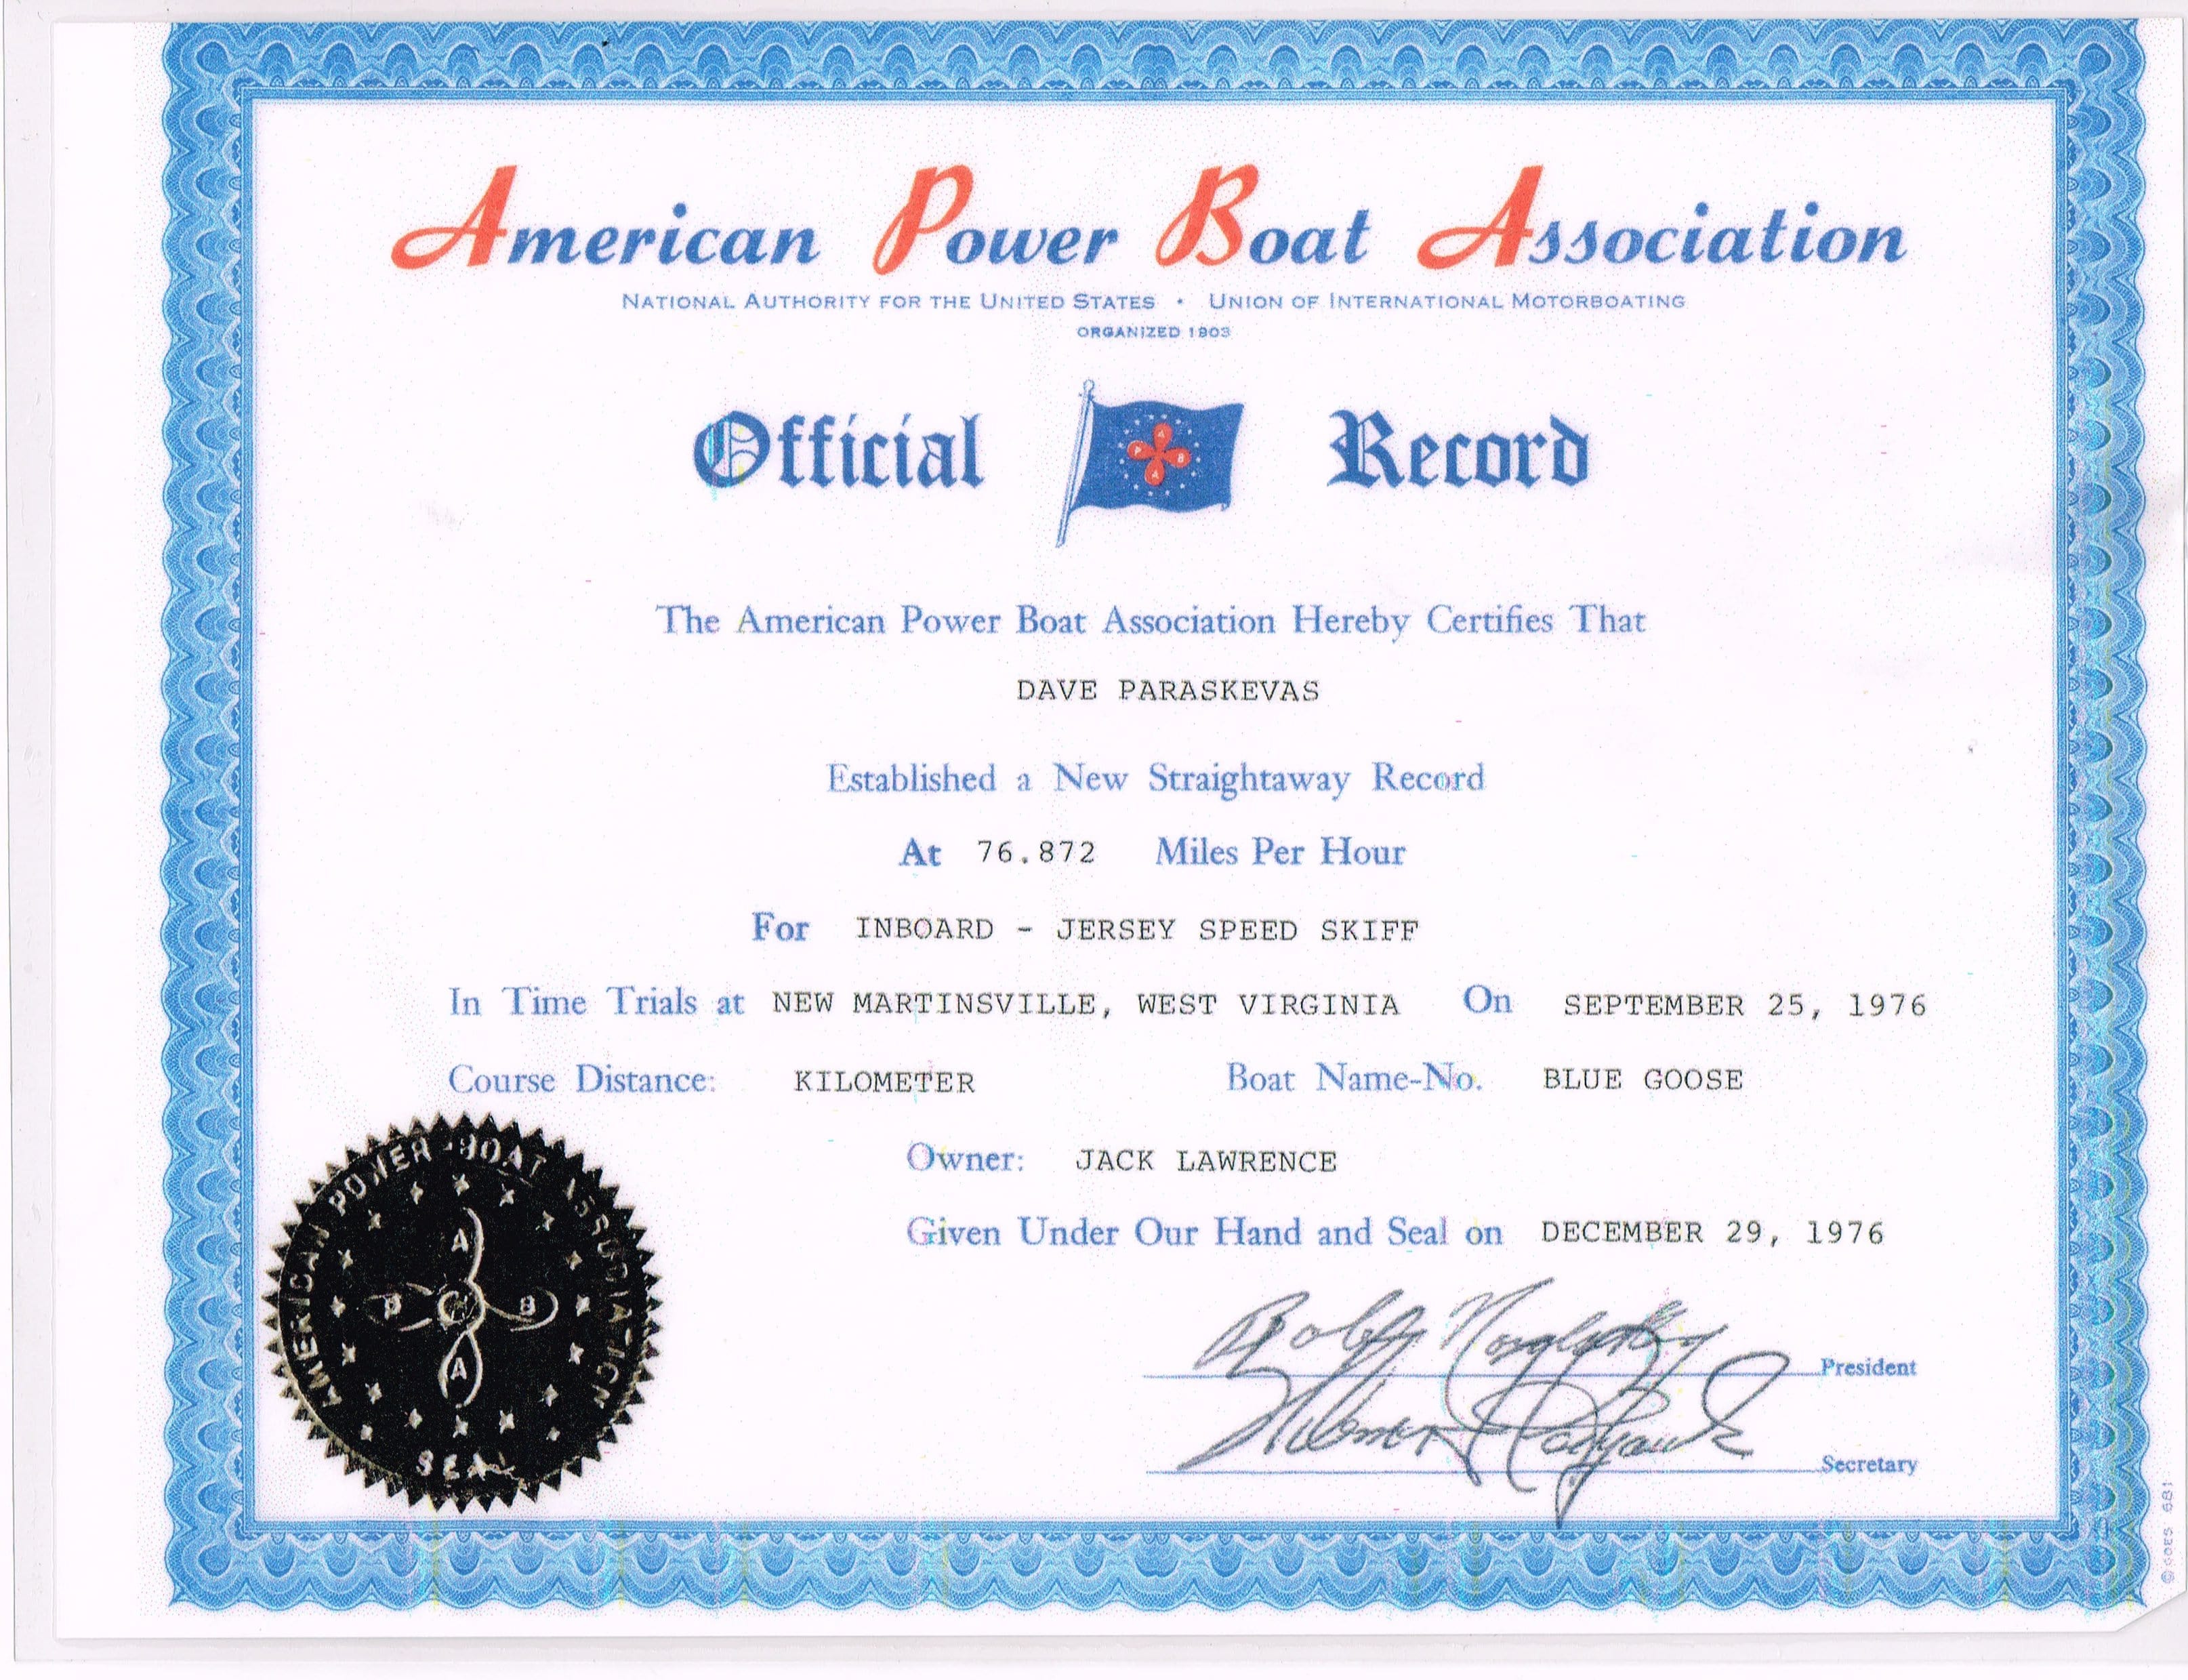 American Power Boat Association
NATIONAL AUTHORITY FOR THE UNITED STATES • UNION OF INTERNATIONAL MOTORBOATING
ORGANIZED 1903
Official Record
A
P B
A
The American Power Boat Association Hereby Certifies That
DAVE PARASKEVAS
Established a New Straightaway Record
At 76.872 Miles Per Hour
For INBOARD - JERSEY SPEED SKIFF
In Time Trials at NEW MARTINSVILLE, WEST VIRGINIA On SEPTEMBER 25, 1976
Course Distance: KILOMETER Boat Name-No. BLUE GOOSE
Owner: JACK LAWRENCE
Given Under Our Hand and Seal on DECEMBER 29, 1976
President
Secretary
AMERICAN POWER BOAT ASSOCIATION
A
P B
A
SEAL
© GOES 681